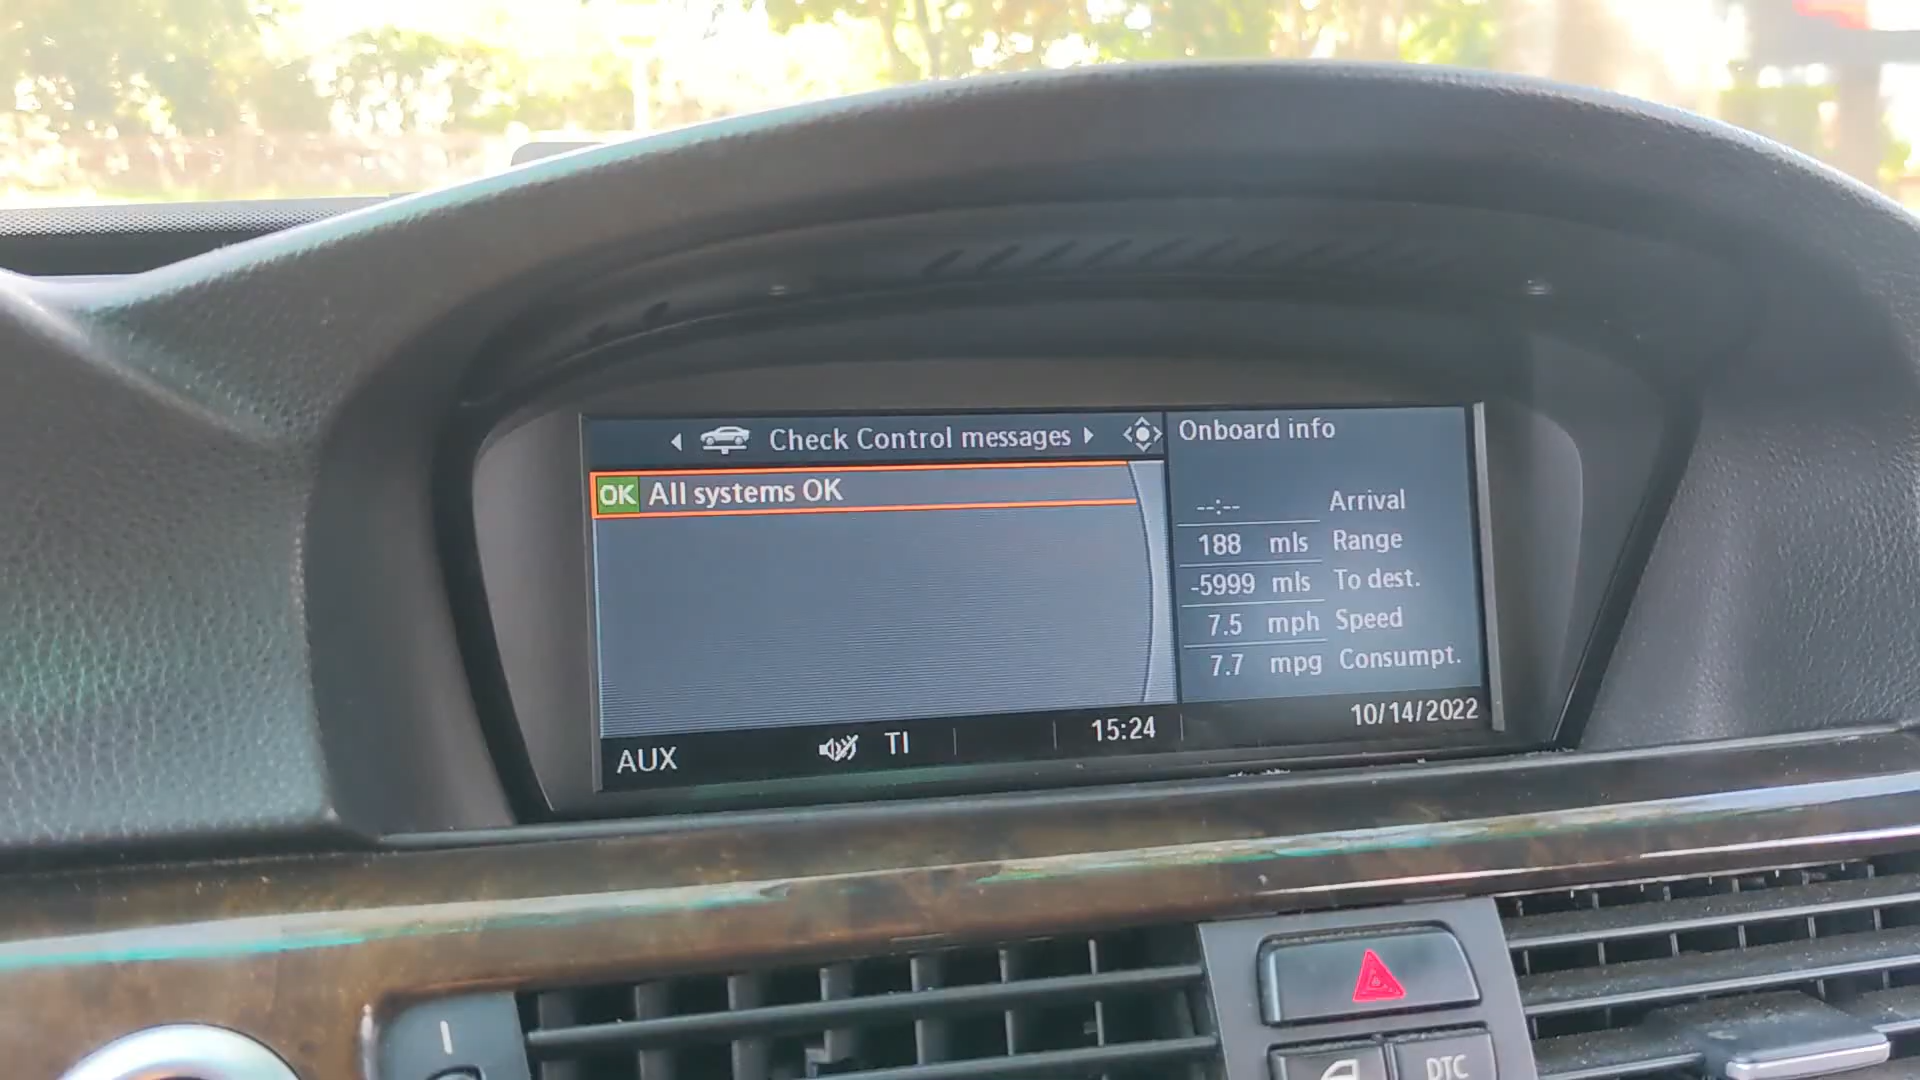 Check Control messages
OK All systems OK
Onboard info
--:-- Arrival
188 mls Range
-5999 mls To dest.
7.5 mph Speed
7.7 mpg Consumpt.
AUX
TI
15:24
10/14/2022
DTC